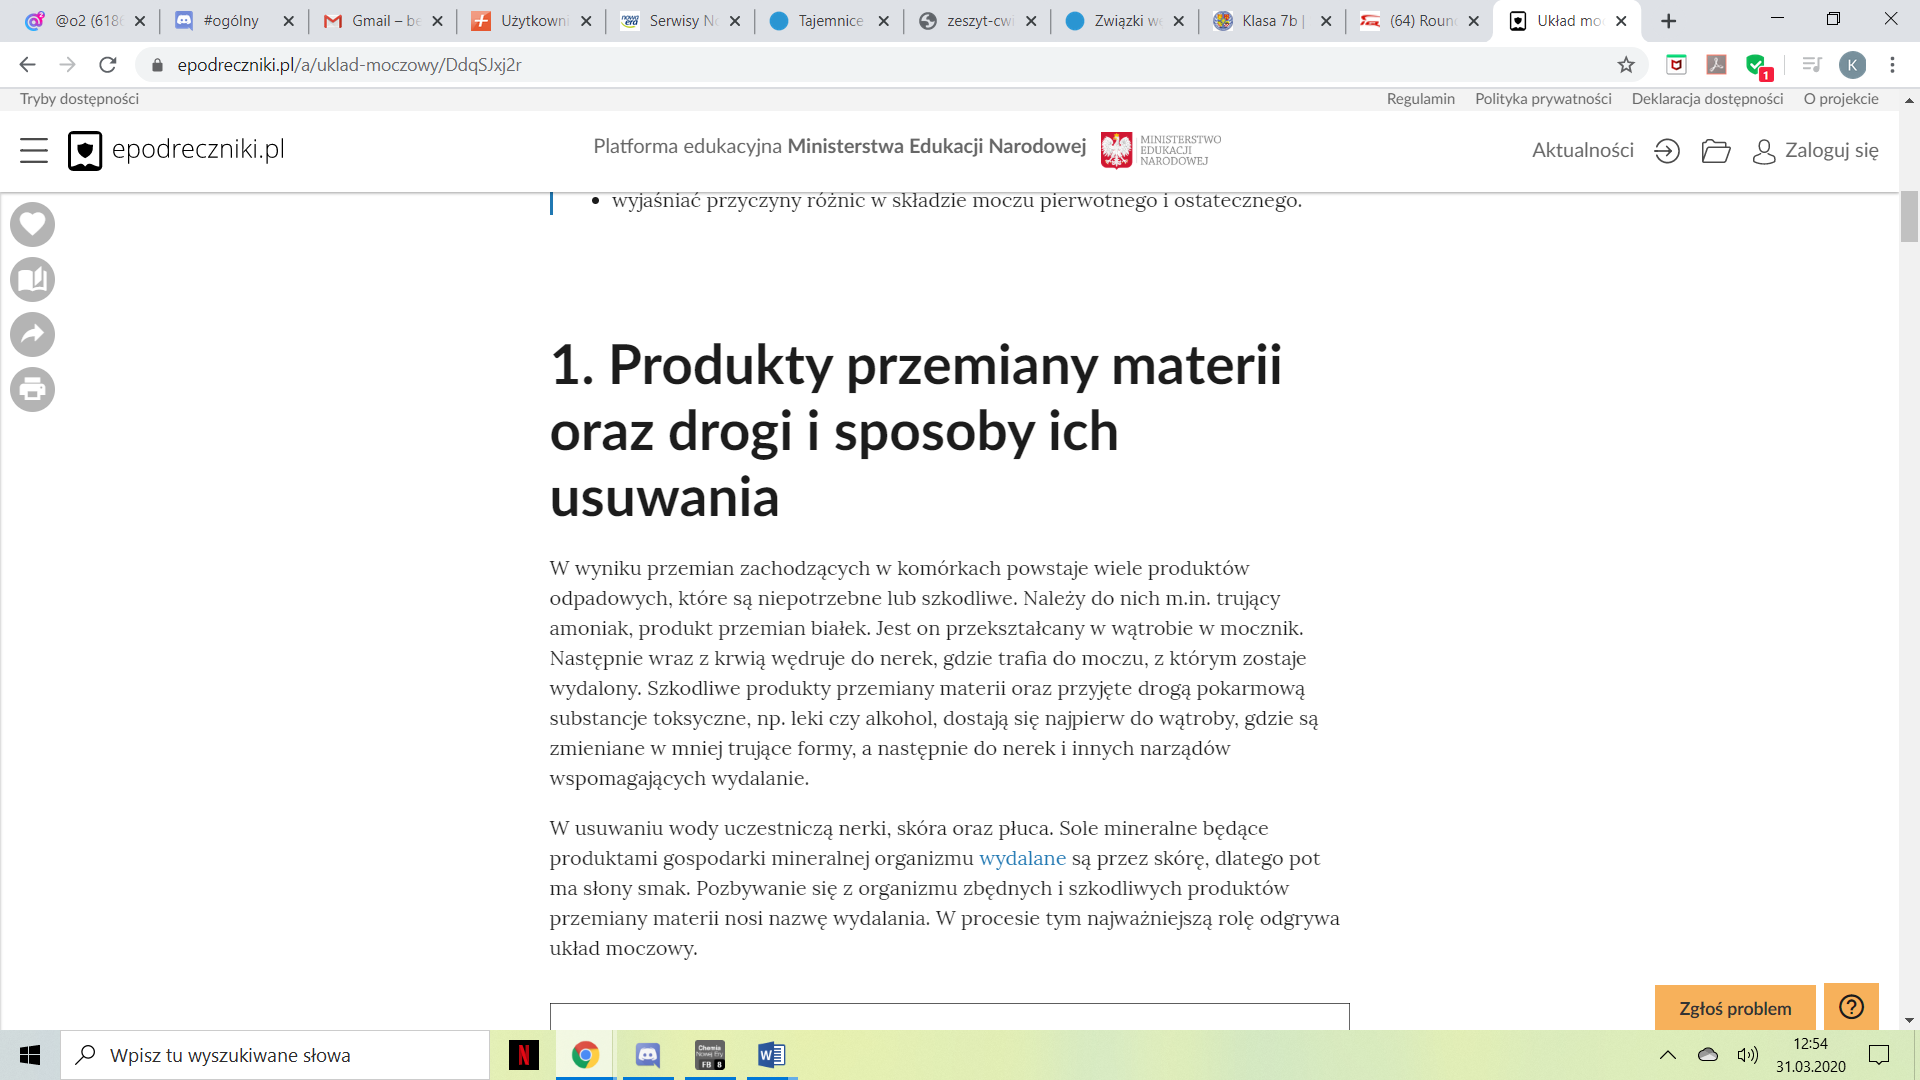 @o2 (618
#ogólny
Gmail – be
Użytkowni
Serwisy No
Tajemnice
zeszyt-cwi
Związki we
Klasa 7b |
(64) Roun
Układ mo
epodreczniki.pl/a/uklad-moczowy/DdqSJxj2r
1
K
Tryby dostępności
Regulamin
Polityka prywatności
Deklaracja dostępności
O projekcie
epodreczniki.pl
Platforma edukacyjna Ministerstwa Edukacji Narodowej
MINISTERSTWO
EDUKACJI
NARODOWEJ
Aktualności
Zaloguj się
wyjaśniać przyczyny różnic w składzie moczu pierwotnego i ostatecznego.
1. Produkty przemiany materii
oraz drogi i sposoby ich
usuwania
W wyniku przemian zachodzących w komórkach powstaje wiele produktów
odpadowych, które są niepotrzebne lub szkodliwe. Należy do nich m.in. trujący
amoniak, produkt przemian białek. Jest on przekształcany w wątrobie w mocznik.
Następnie wraz z krwią wędruje do nerek, gdzie trafia do moczu, z którym zostaje
wydalony. Szkodliwe produkty przemiany materii oraz przyjęte drogą pokarmową
substancje toksyczne, np. leki czy alkohol, dostają się najpierw do wątroby, gdzie są
zmieniane w mniej trujące formy, a następnie do nerek i innych narządów
wspomagających wydalanie.
W usuwaniu wody uczestniczą nerki, skóra oraz płuca. Sole mineralne będące
produktami gospodarki mineralnej organizmu wydalane są przez skórę, dlatego pot
ma słony smak. Pozbywanie się z organizmu zbędnych i szkodliwych produktów
przemiany materii nosi nazwę wydalania. W procesie tym najważniejszą rolę odgrywa
układ moczowy.
Zgłoś problem
Wpisz tu wyszukiwane słowa
N
Chemia
Nowej Ery
FB 8
W
12:54
31.03.2020